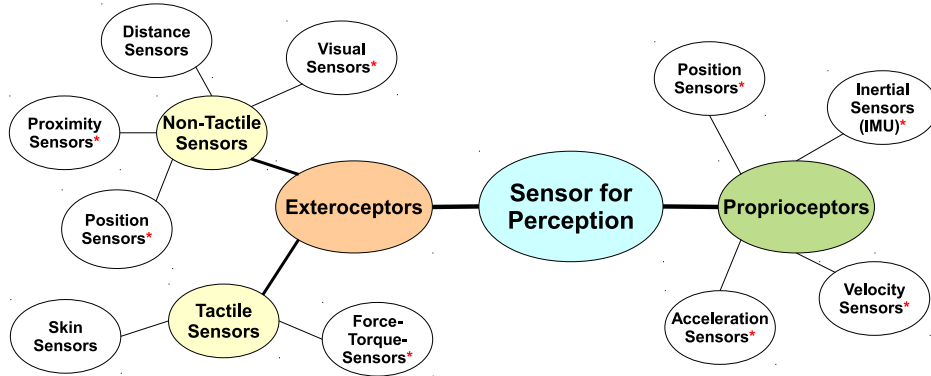 Distance
Sensors
Visual
Sensors*
Proximity
Sensors*
Non-Tactile
Sensors
Position
Sensors*
Exteroceptors
Tactile
Sensors
Skin
Sensors
Force-
Torque-
Sensors*
Sensor for
Perception
Position
Sensors*
Inertial
Sensors
(IMU)*
Proprioceptors
Acceleration
Sensors*
Velocity
Sensors*